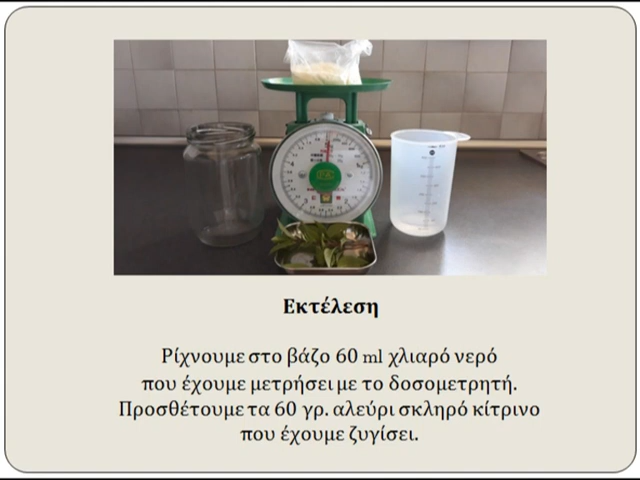 Εκτέλεση
Ρίχνουμε στο βάζο 60 ml χλιαρό νερό
που έχουμε μετρήσει με το δοσομετρητή.
Προσθέτουμε τα 60 γρ. αλεύρι σκληρό κίτρινο
που έχουμε ζυγίσει.